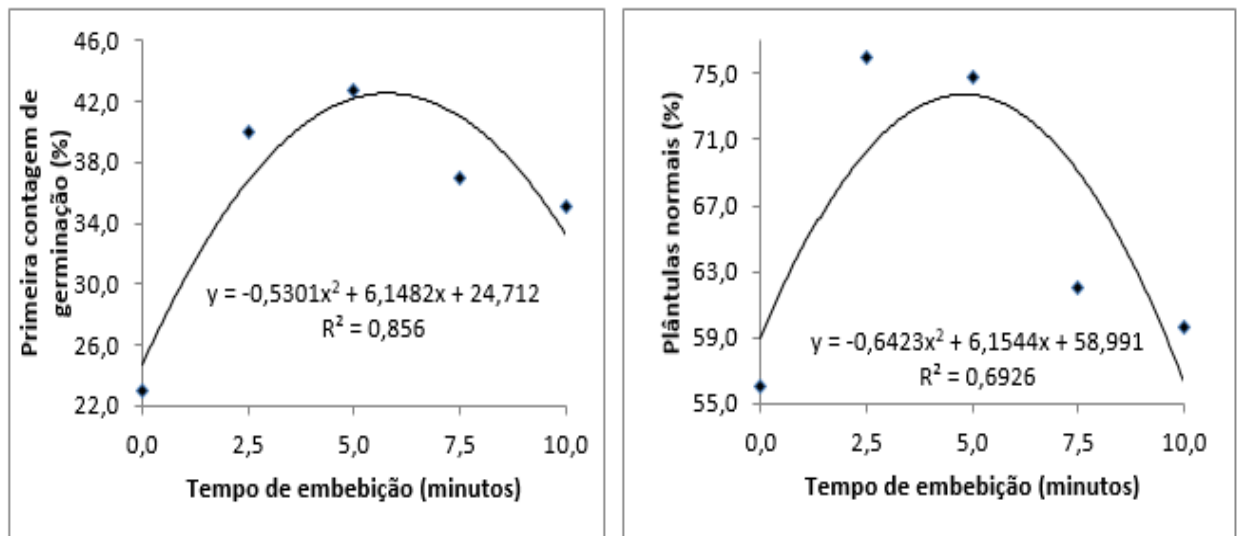 Primeira contagem de
germinação (%)
46,0
42,0
38,0
34,0
30,0
26,0
22,0
y = -0,5301x² + 6,1482x + 24,712
R² = 0,856
0,0 2,5 5,0 7,5 10,0
Tempo de embebição (minutos)
Plântulas normais (%)
75,0
71,0
67,0
63,0
59,0
55,0
y = -0,6423x² + 6,1544x + 58,991
R² = 0,6926
0,0 2,5 5,0 7,5 10,0
Tempo de embebição (minutos)